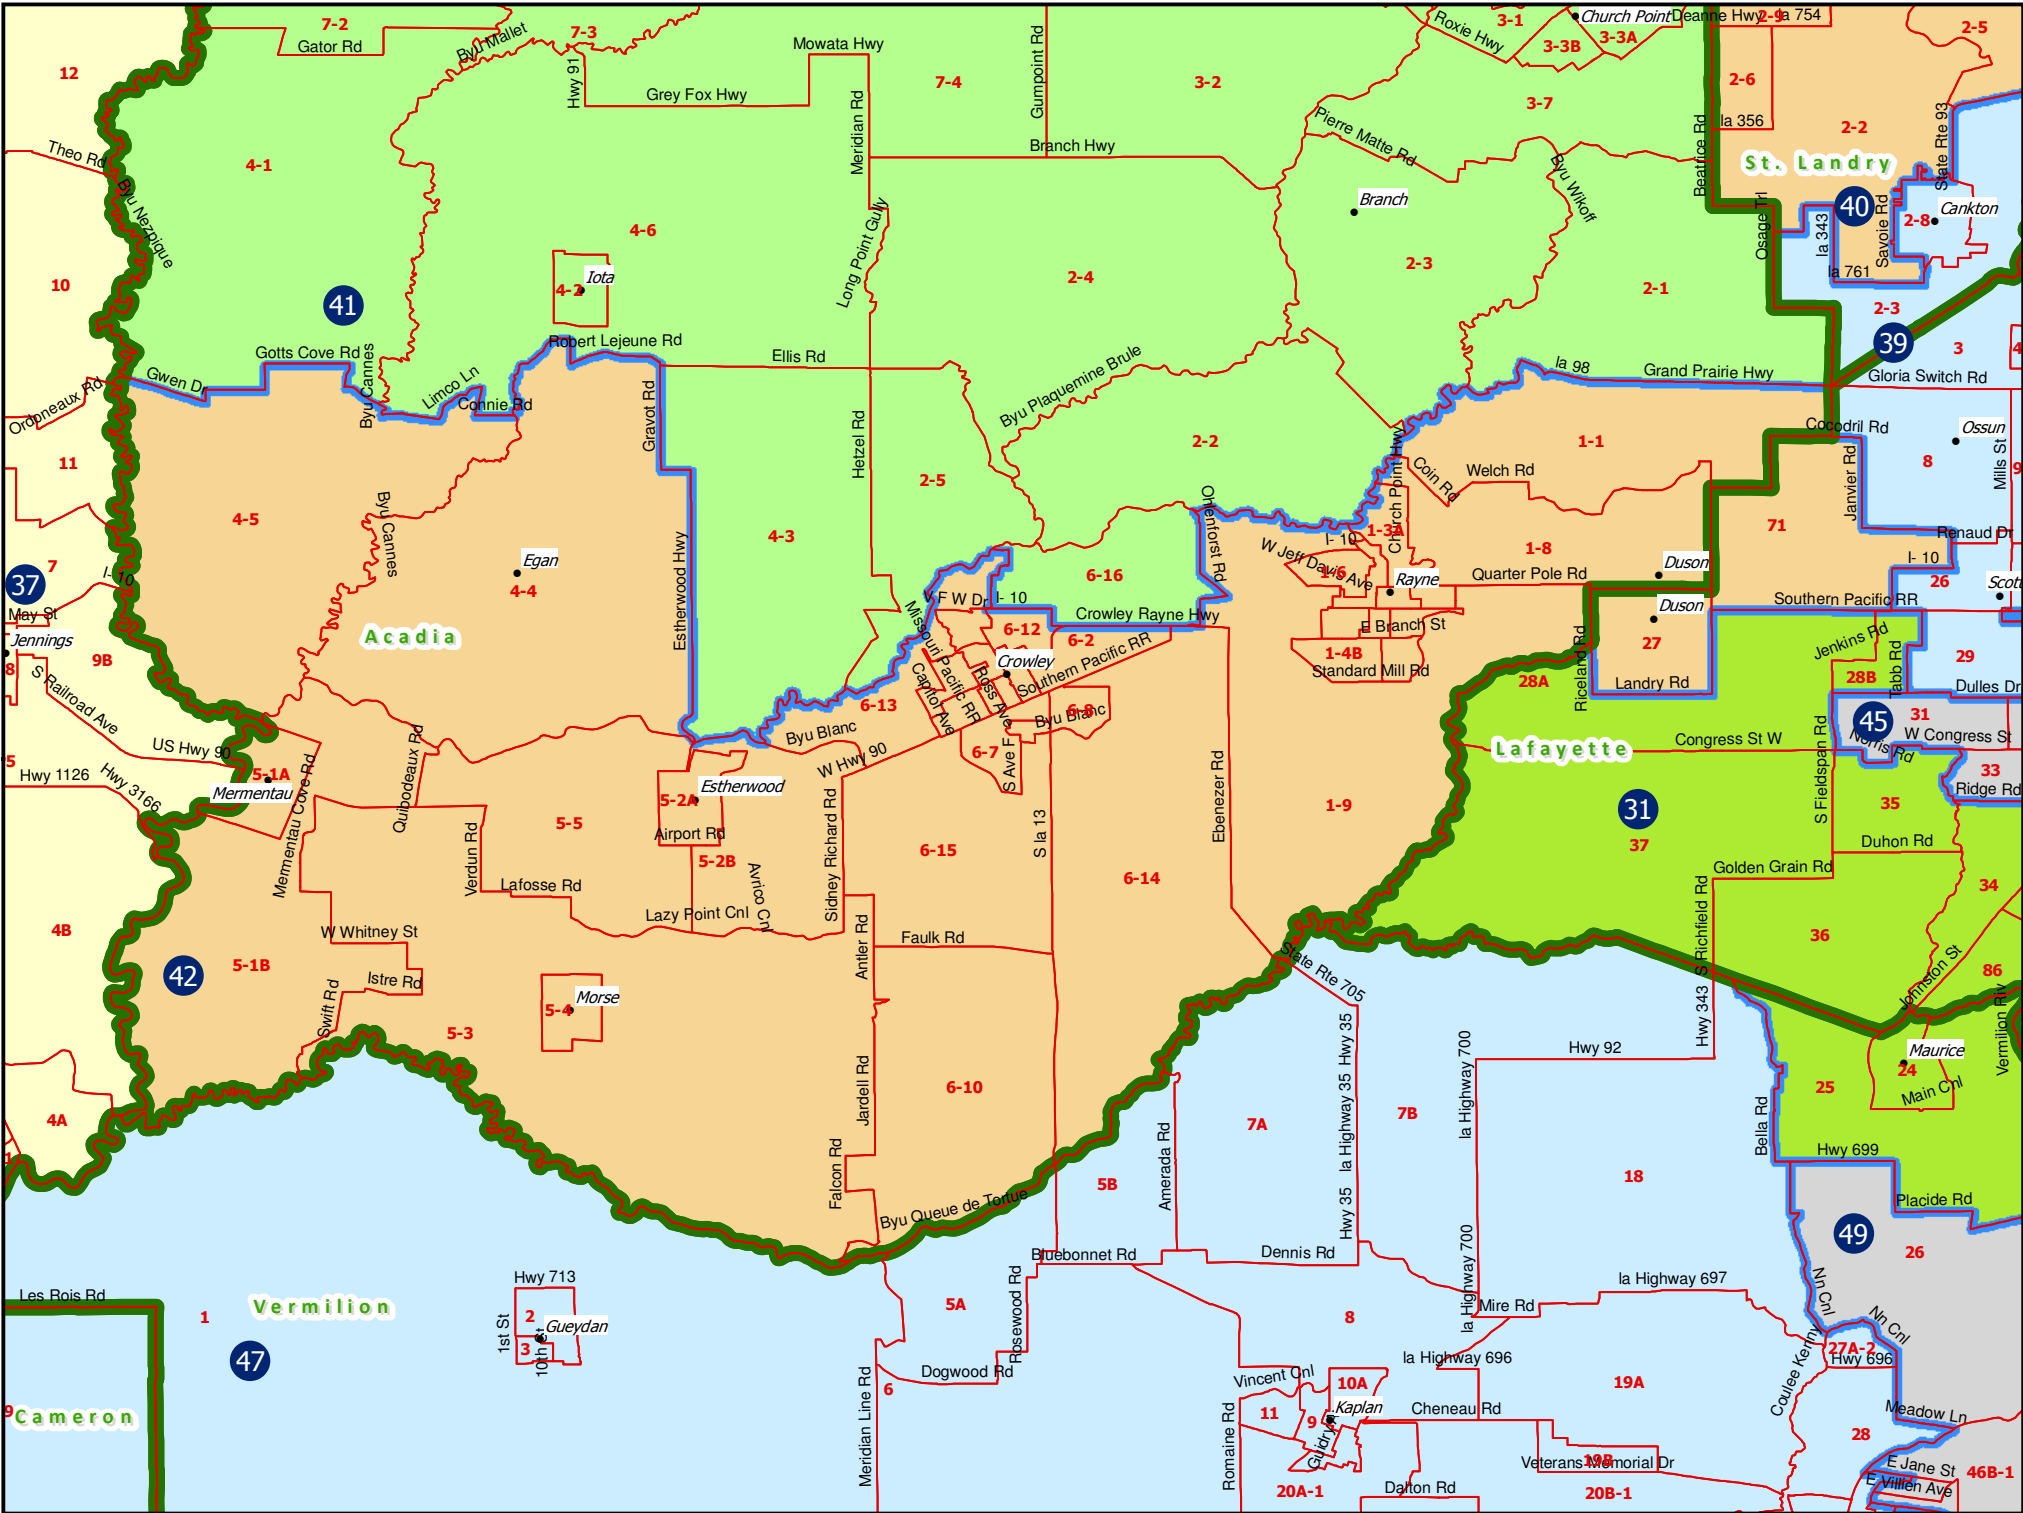 7-2
Gator Rd
12
Byu Mallet
7-3
Hwy 91
Mowata Hwy
Grey Fox Hwy
Meridian Rd
7-4
Gumpoint Rd
3-2
Roxie Hwy
3-1
Church Point
3-3B
3-3A
Deanne Hwy
2-9
la 754
2-5
2-6
3-7
la 356
2-2
State Rte 93
Theo Rd
4-1
Byu Nezpique
Branch Hwy
Pierre Matte Rd
Beatrice Rd
Byu Wikoff
St. Landry
Branch
40
2-8
Cankton
Osage Trl
la 343
Savoie Rd
la 761
4-6
Long Point Gully
2-4
2-3
2-1
2-3
10
41
Iota
4-2
39
3
4
Gotts Cove Rd
Robert Lejeune Rd
Ellis Rd
Byu Plaquemine Brule
la 98
Grand Prairie Hwy
Gloria Switch Rd
Ordoneaux Rd
Gwen Dr
Byu Cannes
Limco Ln
Connie Rd
Gravot Rd
Hetzel Rd
2-2
Church Point Hwy
1-1
Cocodril Rd
Ossun
Mills St
11
2-5
Coin Rd
Welch Rd
Janvier Rd
8
9
4-5
Byu Cannes
Estherwood Hwy
4-3
Ohlenforst Rd
1-3A
I- 10
71
Renaud Dr
Egan
4-4
7
I- 10
37
May St
6-16
W Jeff Davis Ave
1-6
Rayne
1-8
Quarter Pole Rd
Duson
I- 10
26
Scott
V F W Dr
I- 10
Crowley Rayne Hwy
Duson
Southern Pacific RR
Acadia
Jennings
9B
8
Missouri Pacific RR
6-12
6-2
E Branch St
1-4B
Standard Mill Rd
Riceland Rd
27
Jenkins Rd
Tabb Rd
29
S Railroad Ave
Crowley
Southern Pacific RR
Capitol Ave
Ross Ave
28A
Landry Rd
28B
Dulles Dr
6-13
6-8
Byu Blanc
Byu Blanc
45
31
W Congress St
US Hwy 90
Quibodeaux Rd
W Hwy 90
6-7
S Ave F
Lafayette
Congress St W
Norris Rd
33
5
Hwy 1126
Hwy 3166
5-1A
Mermentau
Mermentau Cove Rd
Estherwood
5-2A
Airport Rd
Ridge Rd
5-5
Verdun Rd
5-2B
Avrico Cnl
Sidney Richard Rd
6-15
S la 13
Ebenezer Rd
1-9
31
37
S Fieldspan Rd
35
Duhon Rd
Golden Grain Rd
Lafosse Rd
Lazy Point Cnl
6-14
34
4B
W Whitney St
Antler Rd
Faulk Rd
S Richfield Rd
36
42
5-1B
Istre Rd
Swift Rd
State Rte 705
Johnston St
86
Morse
5-4
5-3
Hwy 35
Hwy 343
Vermilion Riv
Jardell Rd
6-10
la Highway 700
Hwy 92
Maurice
24
25
Main Cnl
4A
7A
la Highway 35
7B
Bella Rd
1
Falcon Rd
Amerada Rd
Hwy 699
5B
18
Placide Rd
Byu Queue de Tortue
Hwy 35
49
26
Bluebonnet Rd
Dennis Rd
la Highway 700
Hwy 713
la Highway 697
Les Rois Rd
Vermilion
1
2
Gueydan
1st St
3
10th St
5A
Rosewood Rd
8
Mire Rd
Nn Cnl
Nn Cnl
47
27A-2
Hwy 696
la Highway 696
Dogwood Rd
6
Vincent Cnl
10A
19A
Coulee Kenny
9
Cameron
Meridian Line Rd
Romaine Rd
11
9
Kaplan
Guidry
Cheneau Rd
Meadow Ln
28
19B
Veterans Memorial Dr
E Jane St
E Villien Ave
46B-1
20A-1
Dalton Rd
20B-1